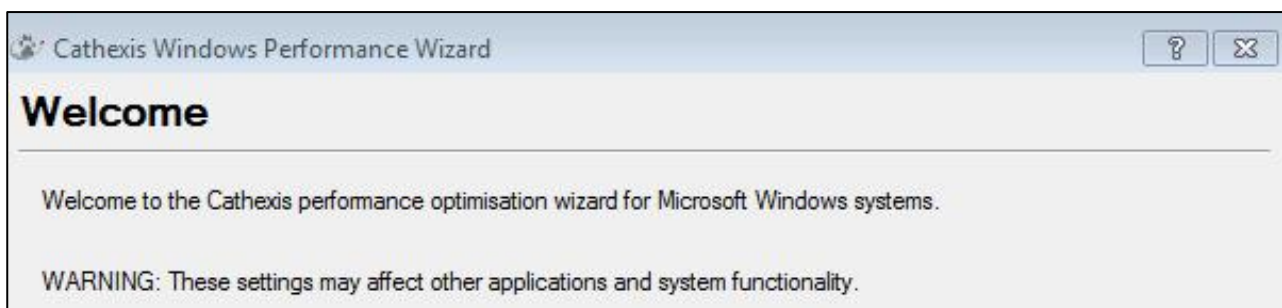 Cathexis Windows Performance Wizard
Welcome
Welcome to the Cathexis performance optimisation wizard for Microsoft Windows systems.
WARNING: These settings may affect other applications and system functionality.